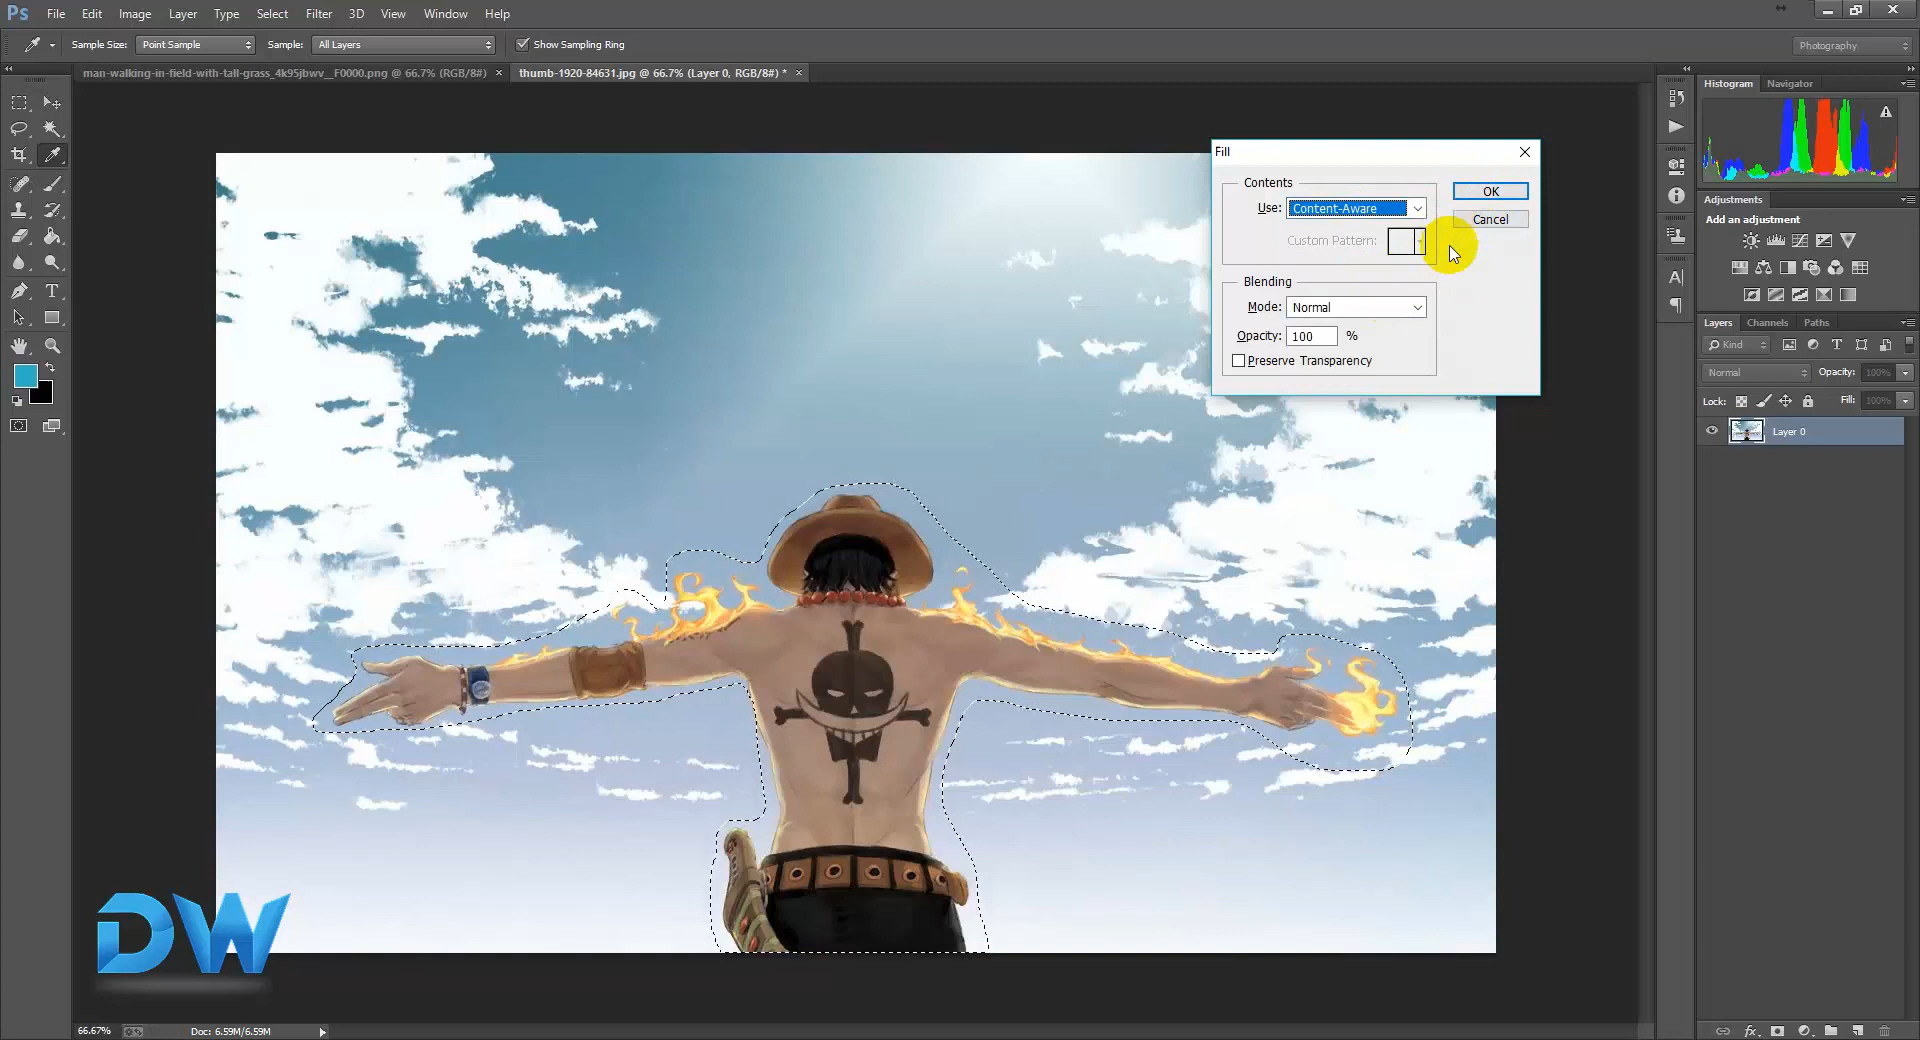 Ps File Edit Image Layer Type Select Filter 3D View Window Help
Sample Size: Point Sample Sample: All Layers Show Sampling Ring Photography
man-walking-in-field-with-tall-grass_4k95jbwv__F0000.png @ 66.7% (RGB/8#) × thumb-1920-84631.jpg @ 66.7% (Layer 0, RGB/8#) * ×
Histogram Navigator
Fill
Contents
Use: Content-Aware
Custom Pattern:
OK
Cancel
Blending
Mode: Normal
Opacity: 100 %
Preserve Transparency
Adjustments
Add an adjustment
Layers Channels Paths
Kind
Normal Opacity: 100%
Lock: Fill: 100%
Layer 0
DW
66.67% Doc: 6.59M/6.59M